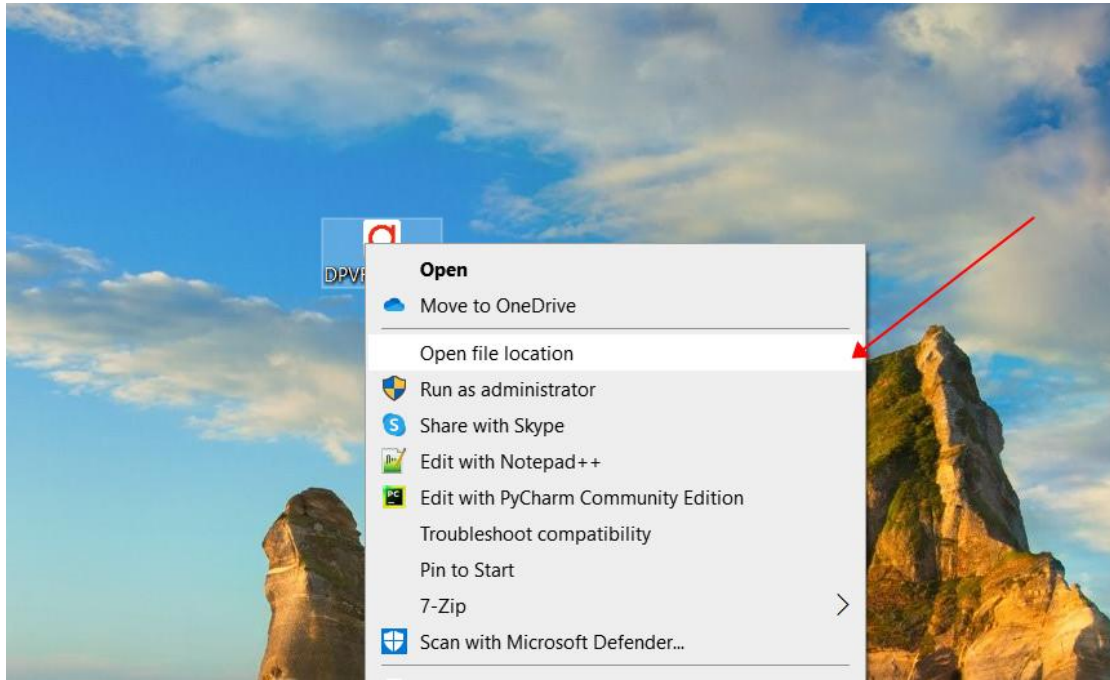 DPVR
Open
Move to OneDrive
Open file location
Run as administrator
Share with Skype
Edit with Notepad++
Edit with PyCharm Community Edition
Troubleshoot compatibility
Pin to Start
7-Zip
Scan with Microsoft Defender...